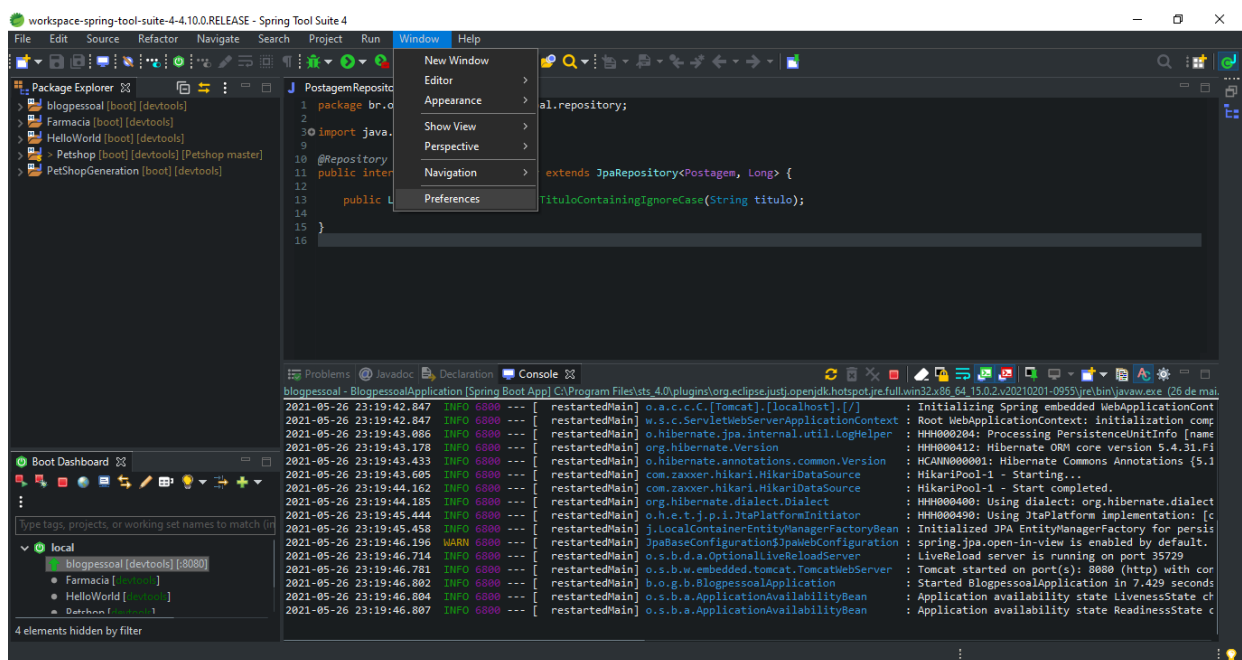 workspace-spring-tool-suite-4-4.10.0.RELEASE - Spring Tool Suite 4
File Edit Source Refactor Navigate Search Project Run Window Help
New Window
Editor
Appearance
Show View
Perspective
Navigation
Preferences
Package Explorer
blogpessoal [boot] [devtools]
Farmacia [boot] [devtools]
HelloWorld [boot] [devtools]
> Petshop [boot] [devtools] [Petshop master]
PetShopGeneration [boot] [devtools]
PostagemReposito
1 package br.o al.repository;
2
3 import java.
9
10 @Repository
11 public inter extends JpaRepository<Postagem, Long> {
12
13 public L TituloContainingIgnoreCase(String titulo);
14
15 }
16
Problems Javadoc Declaration Console
blogpessoal - BlogpessoalApplication [Spring Boot App] C:\Program Files\sts_4.0\plugins\org.eclipse.justj.openjdk.hotspot.jre.full.win32.x86_64_15.0.2.v20210201-0955\jre\bin\javaw.exe (26 de mai.
2021-05-26 23:19:42.847 INFO 6800 --- [ restartedMain] o.a.c.c.C.[Tomcat].[localhost].[/] : Initializing Spring embedded WebApplicationCont
2021-05-26 23:19:42.847 INFO 6800 --- [ restartedMain] w.s.c.ServletWebServerApplicationContext : Root WebApplicationContext: initialization comp
2021-05-26 23:19:43.086 INFO 6800 --- [ restartedMain] o.hibernate.jpa.internal.util.LogHelper : HHH000204: Processing PersistenceUnitInfo [name
2021-05-26 23:19:43.178 INFO 6800 --- [ restartedMain] org.hibernate.Version : HHH000412: Hibernate ORM core version 5.4.31.Fi
2021-05-26 23:19:43.433 INFO 6800 --- [ restartedMain] o.hibernate.annotations.common.Version : HCANN000001: Hibernate Commons Annotations {5.1
2021-05-26 23:19:43.605 INFO 6800 --- [ restartedMain] com.zaxxer.hikari.HikariDataSource : HikariPool-1 - Starting...
2021-05-26 23:19:44.162 INFO 6800 --- [ restartedMain] com.zaxxer.hikari.HikariDataSource : HikariPool-1 - Start completed.
2021-05-26 23:19:44.185 INFO 6800 --- [ restartedMain] org.hibernate.dialect.Dialect : HHH000400: Using dialect: org.hibernate.dialect
2021-05-26 23:19:45.444 INFO 6800 --- [ restartedMain] o.h.e.t.j.p.i.JtaPlatformInitiator : HHH000490: Using JtaPlatform implementation: [c
2021-05-26 23:19:45.458 INFO 6800 --- [ restartedMain] j.LocalContainerEntityManagerFactoryBean : Initialized JPA EntityManagerFactory for persis
2021-05-26 23:19:46.196 WARN 6800 --- [ restartedMain] JpaBaseConfiguration$JpaWebConfiguration : spring.jpa.open-in-view is enabled by default.
2021-05-26 23:19:46.714 INFO 6800 --- [ restartedMain] o.s.b.d.a.OptionalLiveReloadServer : LiveReload server is running on port 35729
2021-05-26 23:19:46.781 INFO 6800 --- [ restartedMain] o.s.b.w.embedded.tomcat.TomcatWebServer : Tomcat started on port(s): 8080 (http) with con
2021-05-26 23:19:46.802 INFO 6800 --- [ restartedMain] b.o.g.b.BlogpessoalApplication : Started BlogpessoalApplication in 7.429 seconds
2021-05-26 23:19:46.804 INFO 6800 --- [ restartedMain] o.s.b.a.ApplicationAvailabilityBean : Application availability state LivenessState ch
2021-05-26 23:19:46.807 INFO 6800 --- [ restartedMain] o.s.b.a.ApplicationAvailabilityBean : Application availability state ReadinessState c
Boot Dashboard
Type tags, projects, or working set names to match (in
local
blogpessoal [devtools] [:8080]
Farmacia [devtools]
HelloWorld [devtools]
4 elements hidden by filter